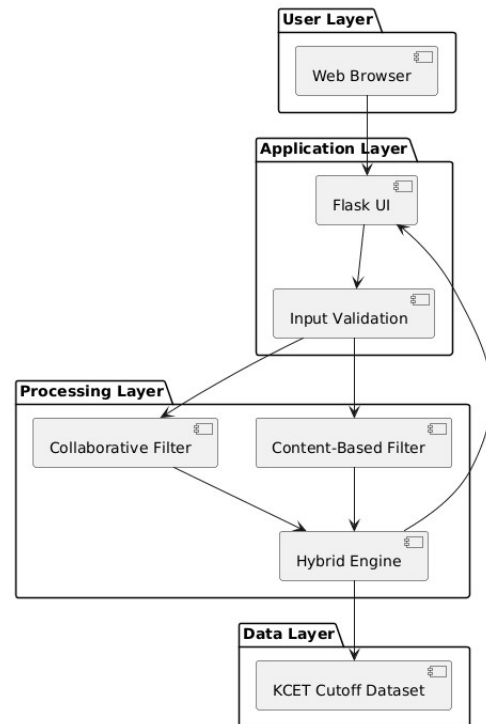 User Layer
Web Browser
Application Layer
Flask UI
Input Validation
Processing Layer
Collaborative Filter
Content-Based Filter
Hybrid Engine
Data Layer
KCET Cutoff Dataset